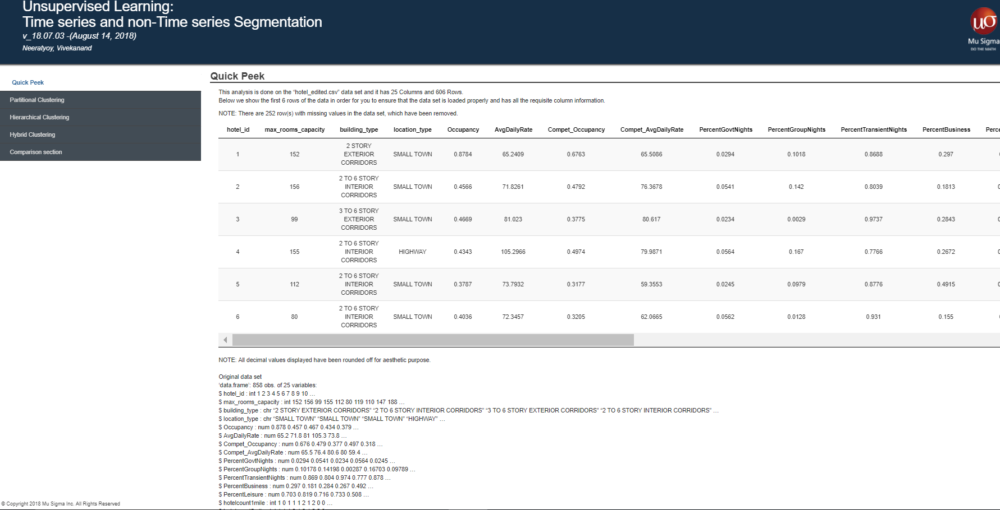 Unsupervised Learning:
Time series and non-Time series Segmentation
v_18.07.03 -(August 14, 2018)
Neeratyoy, Vivekanand
μσ
Mu Sigma
DO THE MATH
Quick Peek
Partitional Clustering
Hierarchical Clustering
Hybrid Clustering
Comparison section
Quick Peek
This analysis is done on the “hotel_edited.csv” data set and it has 25 Columns and 606 Rows.
Below we show the first 6 rows of the data in order for you to ensure that the data set is loaded properly and has all the requisite column information.
NOTE: There are 252 row(s) with missing values in the data set, which have been removed.
hotel_id max_rooms_capacity building_type location_type Occupancy AvgDailyRate Compet_Occupancy Compet_AvgDailyRate PercentGovtNights PercentGroupNights PercentTransientNights PercentBusiness Perce
1 152 2 STORY EXTERIOR CORRIDORS SMALL TOWN 0.8784 65.2409 0.6763 65.5086 0.0294 0.1018 0.8688 0.297
2 156 2 TO 6 STORY INTERIOR CORRIDORS SMALL TOWN 0.4566 71.8261 0.4792 76.3678 0.0541 0.142 0.8039 0.1813
3 99 3 TO 6 STORY EXTERIOR CORRIDORS SMALL TOWN 0.4669 81.023 0.3775 80.617 0.0234 0.0029 0.9737 0.2843
4 155 2 TO 6 STORY INTERIOR CORRIDORS HIGHWAY 0.4343 105.2966 0.4974 79.9871 0.0564 0.167 0.7766 0.2672
5 112 2 TO 6 STORY INTERIOR CORRIDORS SMALL TOWN 0.3787 73.7932 0.3177 59.3553 0.0245 0.0979 0.8776 0.4915
6 80 2 TO 6 STORY INTERIOR CORRIDORS SMALL TOWN 0.4036 72.3457 0.3205 62.0665 0.0562 0.0128 0.931 0.155
NOTE: All decimal values displayed have been rounded off for aesthetic purpose.
Original data set
‘data.frame’: 858 obs. of 25 variables:
$ hotel_id : int 1 2 3 4 5 6 7 8 9 10 …
$ max_rooms_capacity : int 152 156 99 155 112 80 119 110 147 188 …
$ building_type : chr “2 STORY EXTERIOR CORRIDORS” “2 TO 6 STORY INTERIOR CORRIDORS” “3 TO 6 STORY EXTERIOR CORRIDORS” “2 TO 6 STORY INTERIOR CORRIDORS” …
$ location_type : chr “SMALL TOWN” “SMALL TOWN” “SMALL TOWN” “HIGHWAY” …
$ Occupancy : num 0.878 0.457 0.467 0.434 0.379 …
$ AvgDailyRate : num 65.2 71.8 81 105.3 73.8 …
$ Compet_Occupancy : num 0.676 0.479 0.377 0.497 0.318 …
$ Compet_AvgDailyRate : num 65.5 76.4 80.6 80 59.4 …
$ PercentGovtNights : num 0.0294 0.0541 0.0234 0.0564 0.0245 …
$ PercentGroupNights : num 0.10178 0.14198 0.00287 0.16703 0.09789 …
$ PercentTransientNights : num 0.869 0.804 0.974 0.777 0.878 …
$ PercentBusiness : num 0.297 0.181 0.284 0.267 0.492 …
$ PercentLeisure : num 0.703 0.819 0.716 0.733 0.508 …
$ hotelcount1mile : int 1 0 1 1 1 2 1 2 0 0 …
© Copyright 2018 Mu Sigma Inc. All Rights Reserved